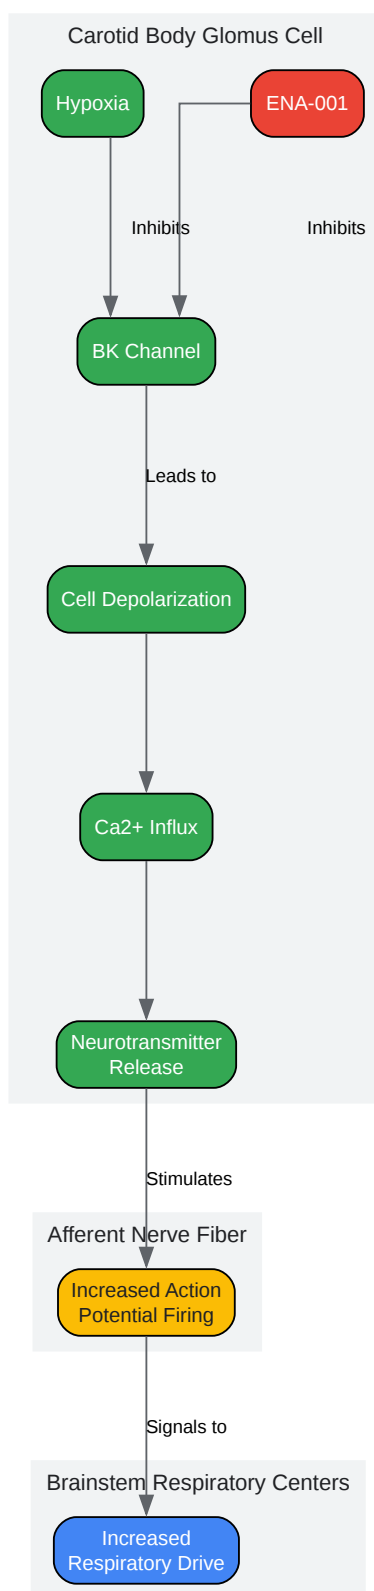 Carotid Body Glomus Cell
Hypoxia
ENA-001
Inhibits
Inhibits
BK Channel
Leads to
Cell Depolarization
Ca2+ Influx
Neurotransmitter
Release
Stimulates
Afferent Nerve Fiber
Increased Action
Potential Firing
Signals to
Brainstem Respiratory Centers
Increased
Respiratory Drive